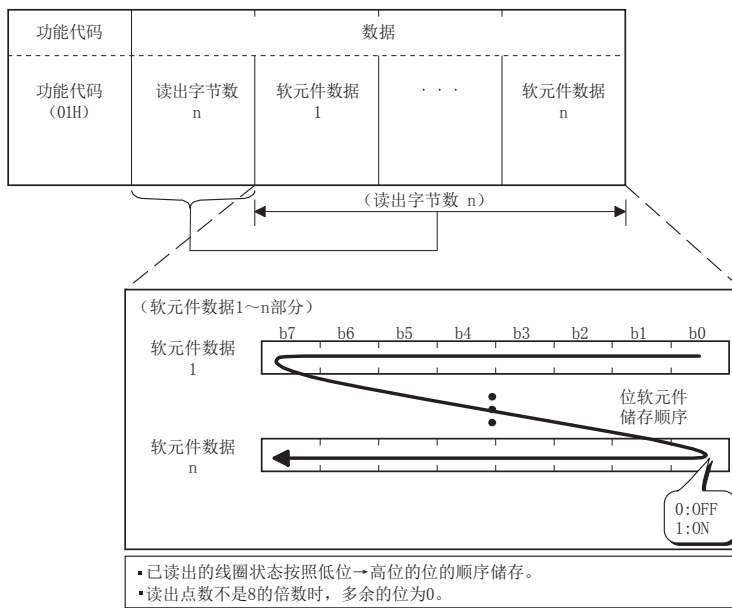 功能代码 数据
功能代码 读出字节数 软元件数据 · · · 软元件数据
(01H) n 1 n
(读出字节数 n)
(软元件数据1～n部分)
b7 b6 b5 b4 b3 b2 b1 b0
软元件数据
1
位软元件
储存顺序
软元件数据
n
0:OFF
1:ON
▪已读出的线圈状态按照低位→高位的位的顺序储存。
▪读出点数不是8的倍数时，多余的位为0。